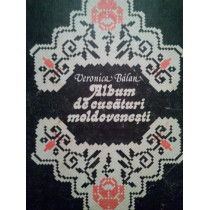 Veronica Bălan
Album
de cusături
moldovenești